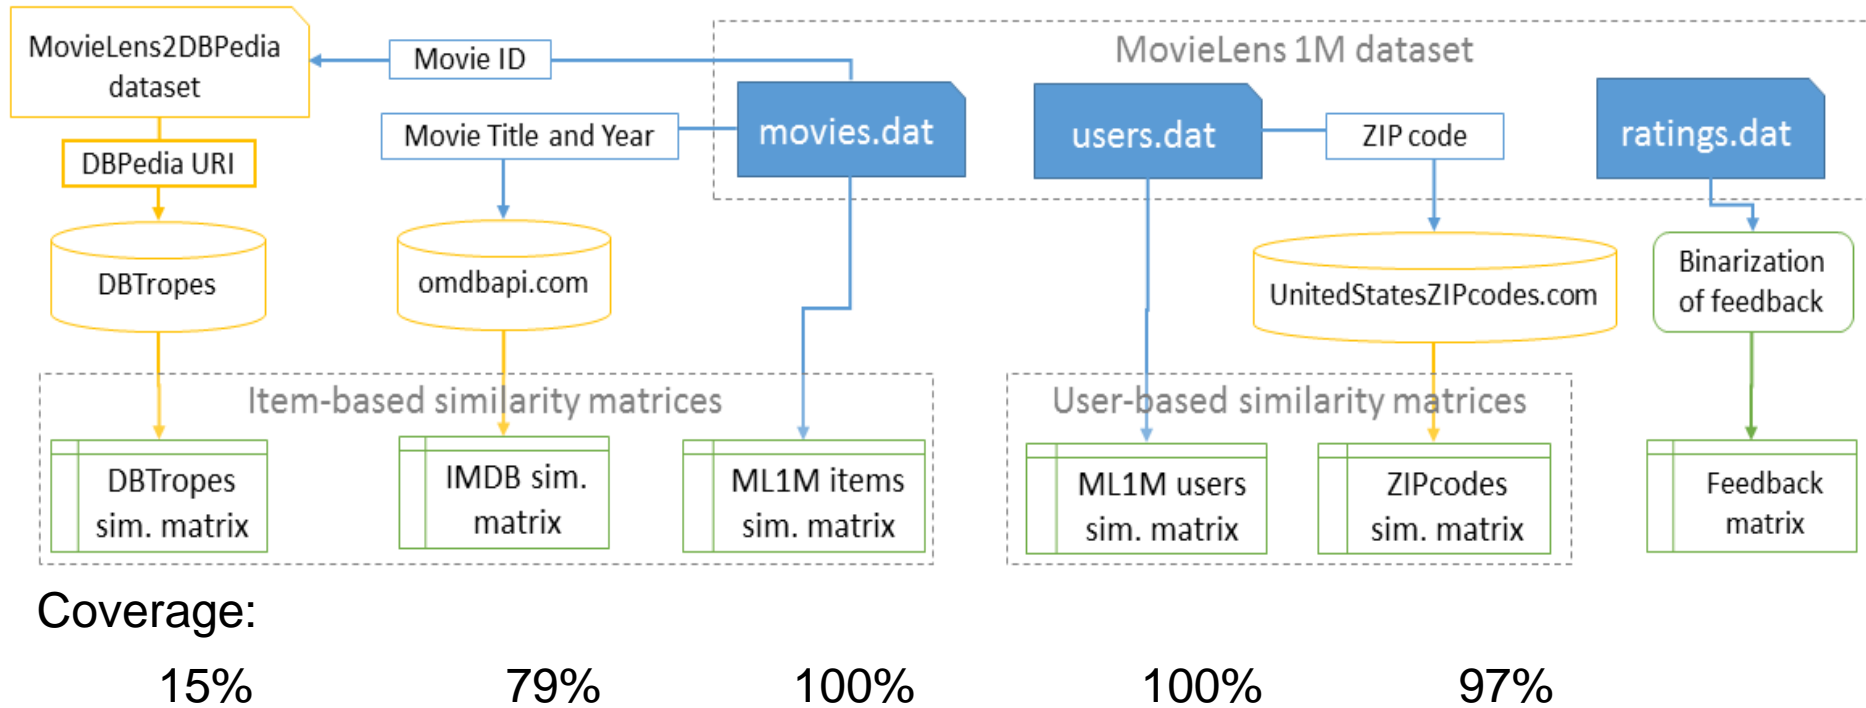 MovieLens2DBPedia
dataset
Movie ID
MovieLens 1M dataset
Movie Title and Year
movies.dat
users.dat
ZIP code
ratings.dat
DBPedia URI
DBTropes
omdbapi.com
UnitedStatesZIPcodes.com
Binarization
of feedback
Item-based similarity matrices
User-based similarity matrices
DBTropes
sim. matrix
IMDB sim.
matrix
ML1M items
sim. matrix
ML1M users
sim. matrix
ZIPcodes
sim. matrix
Feedback
matrix
Coverage:
15% 79% 100% 100% 97%